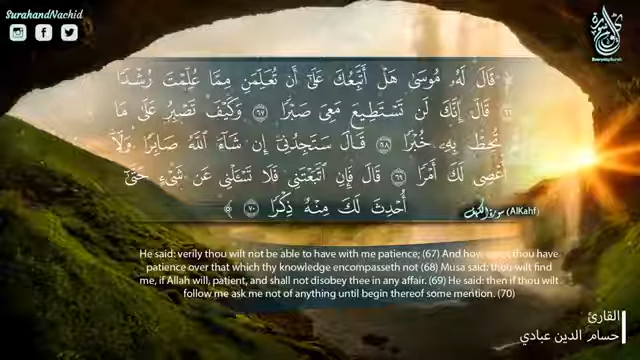 SurahandNachid
EverydaySurah
قَالَ لَهُۥ مُوسَىٰ هَلْ أَتَّبِعُكَ عَلَىٰٓ أَن تُعَلِّمَنِ مِمَّا عُلِّمْتَ رُشْدًا
٦٦ قَالَ إِنَّكَ لَن تَسْتَطِيعَ مَعِىَ صَبْرًا ٦٧ وَكَيْفَ تَصْبِرُ عَلَىٰ مَا
لَمْ تُحِطْ بِهِۦ خُبْرًا ٦٨ قَالَ سَتَجِدُنِىٓ إِن شَآءَ ٱللَّهُ صَابِرًا وَلَآ
أَعْصِى لَكَ أَمْرًا ٦٩ قَالَ فَإِنِ ٱتَّبَعْتَنِى فَلَا تَسْـَٔلْنِى عَن شَىْءٍ حَتَّىٰٓ
أُحْدِثَ لَكَ مِنْهُ ذِكْرًا ٧٠
سورة الكهف (AlKahf)
He said: verily thou wilt not be able to have with me patience; (67) And how canst thou have
patience over that which thy knowledge encompasseth not (68) Musa said: thou wilt find
me, if Allah will, patient, and shall not disobey thee in any affair. (69) He said: then if thou wilt
follow me ask me not of anything until begin thereof some mention. (70)
القارئ
حسام الدين عبادي